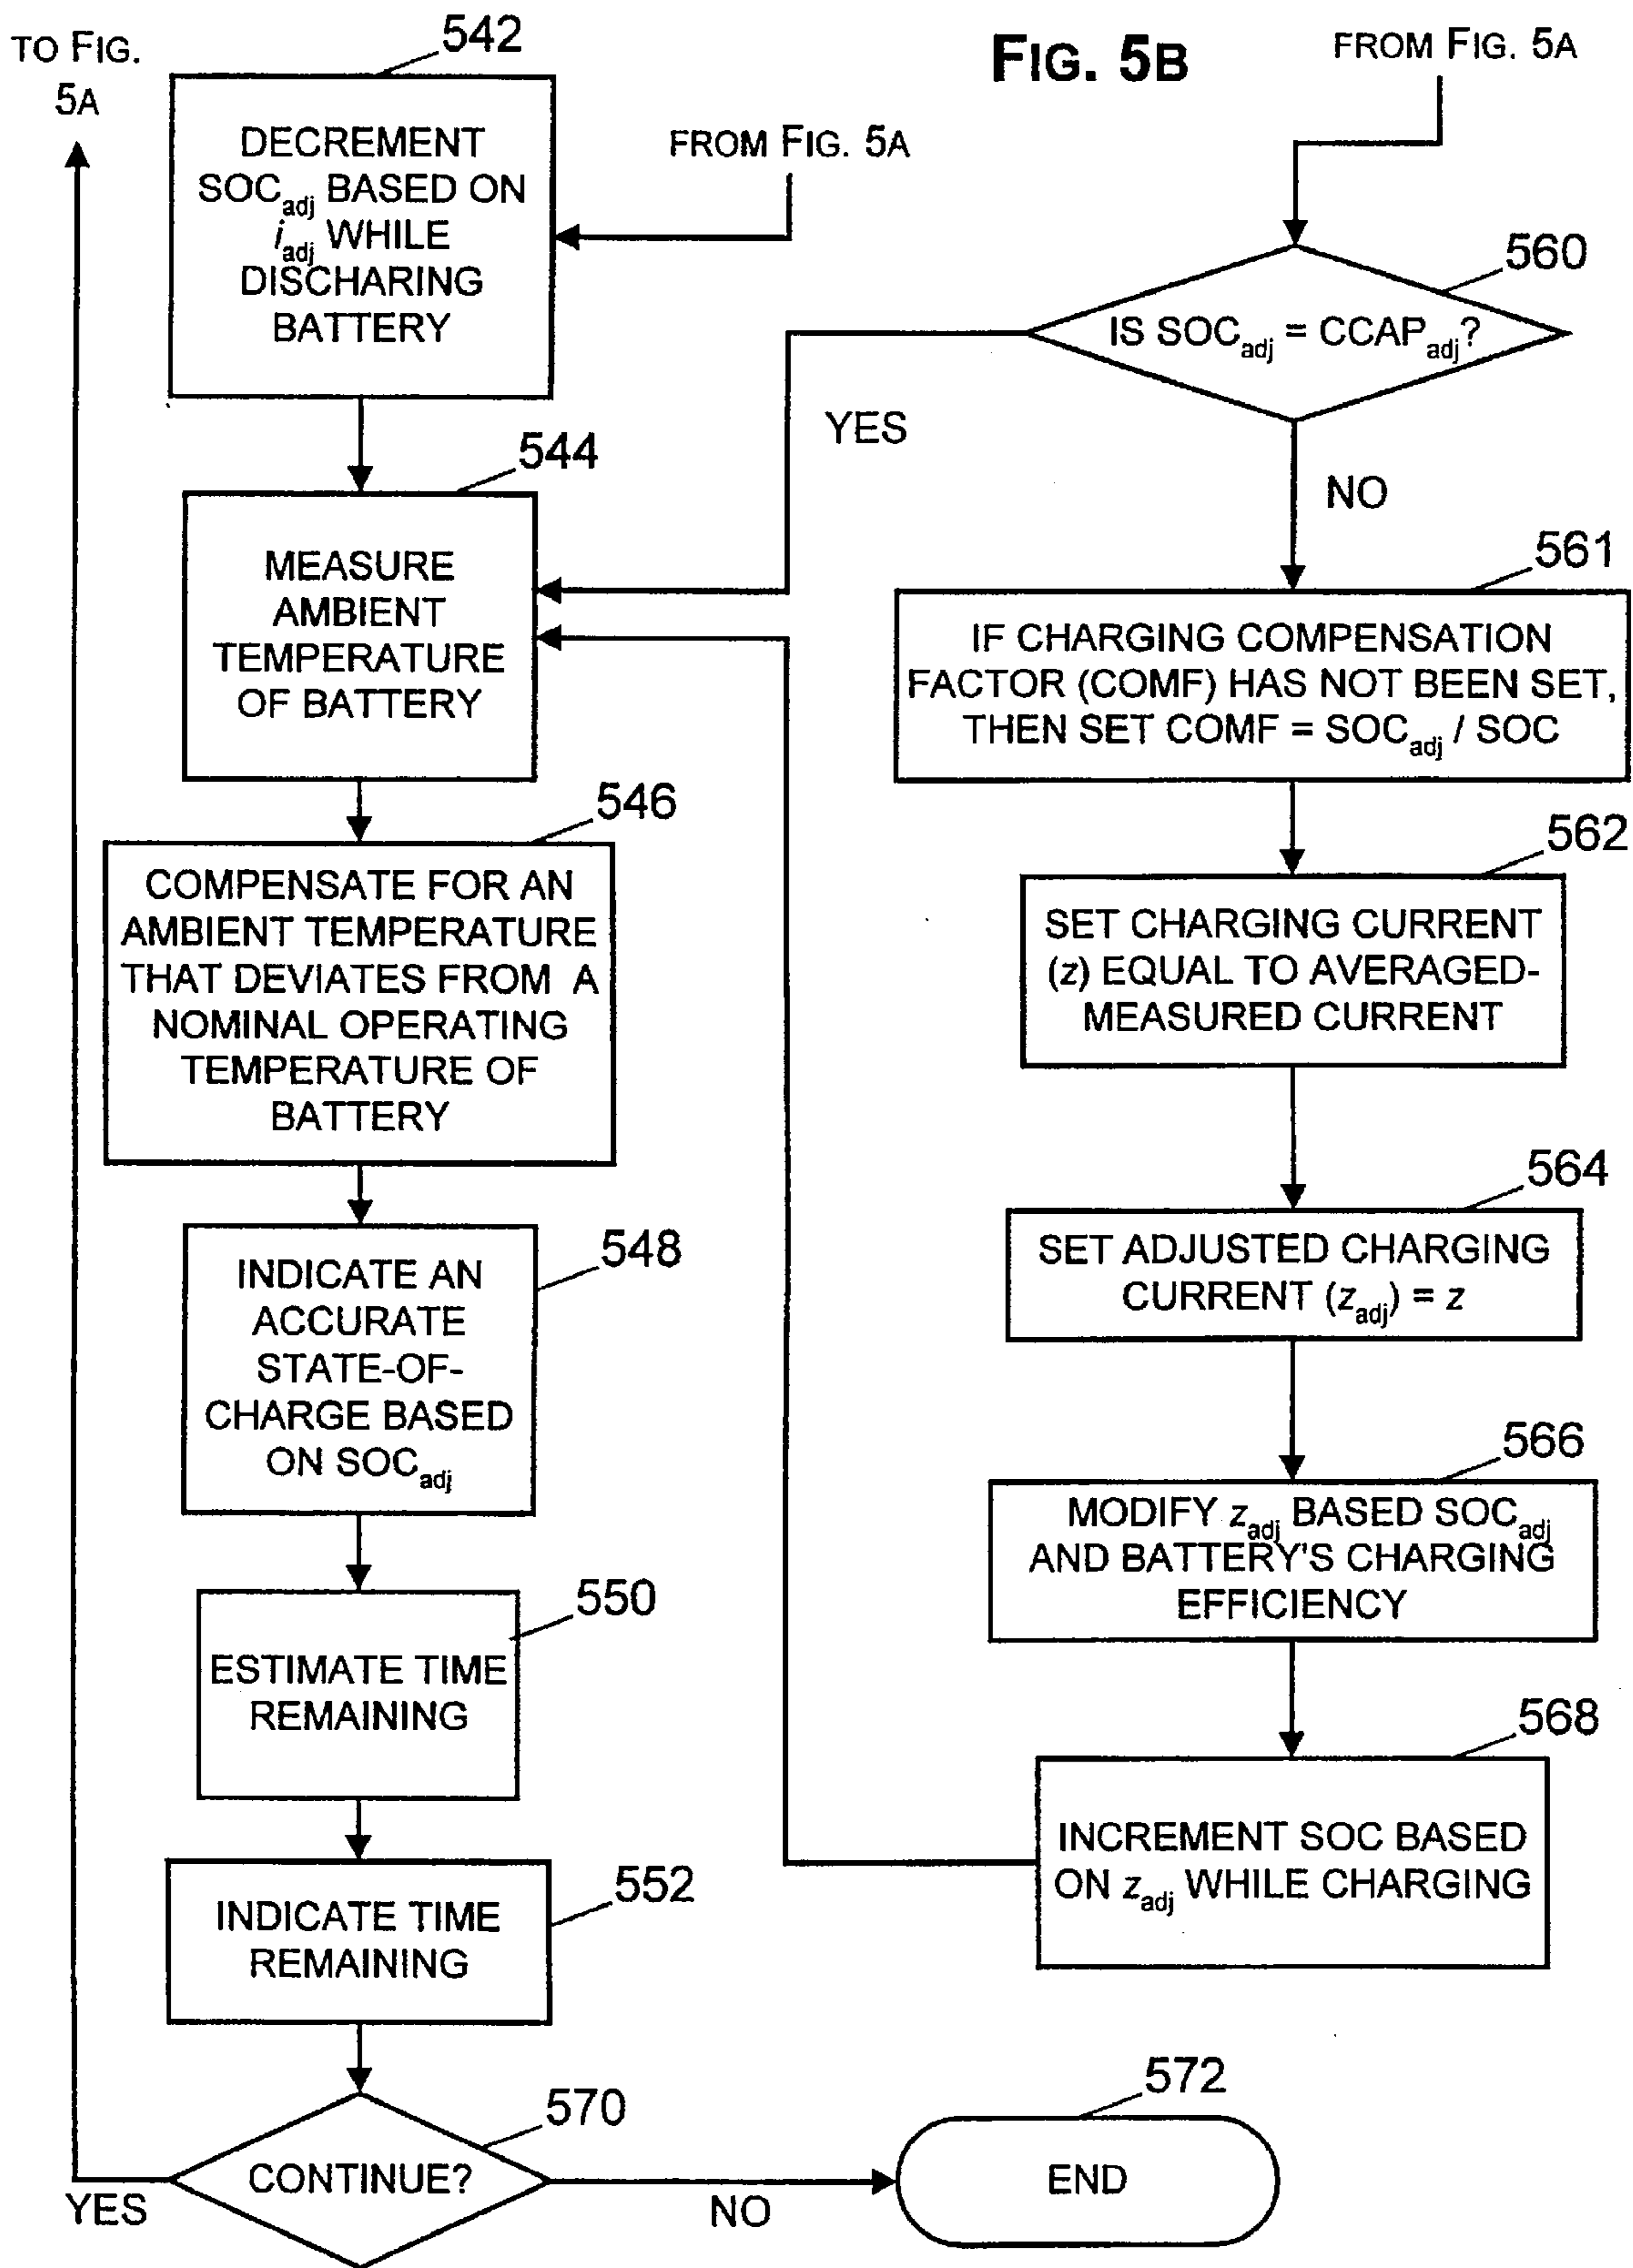 TO FIG.
5A
542
FIG. 5B
FROM FIG. 5A
DECREMENT
SOCadj BASED ON
iadj WHILE
DISCHARING
BATTERY
FROM FIG. 5A
560
IS SOCadj = CCAPadj?
YES
NO
544
MEASURE
AMBIENT
TEMPERATURE
OF BATTERY
561
IF CHARGING COMPENSATION
FACTOR (COMF) HAS NOT BEEN SET,
THEN SET COMF = SOCadj / SOC
546
COMPENSATE FOR AN
AMBIENT TEMPERATURE
THAT DEVIATES FROM A
NOMINAL OPERATING
TEMPERATURE OF
BATTERY
562
SET CHARGING CURRENT
(z) EQUAL TO AVERAGED-
MEASURED CURRENT
564
SET ADJUSTED CHARGING
CURRENT (zadj) = z
548
INDICATE AN
ACCURATE
STATE-OF-
CHARGE BASED
ON SOCadj
566
MODIFY zadj BASED SOCadj
AND BATTERY'S CHARGING
EFFICIENCY
550
ESTIMATE TIME
REMAINING
568
INCREMENT SOC BASED
ON zadj WHILE CHARGING
552
INDICATE TIME
REMAINING
570
CONTINUE?
YES
NO
572
END